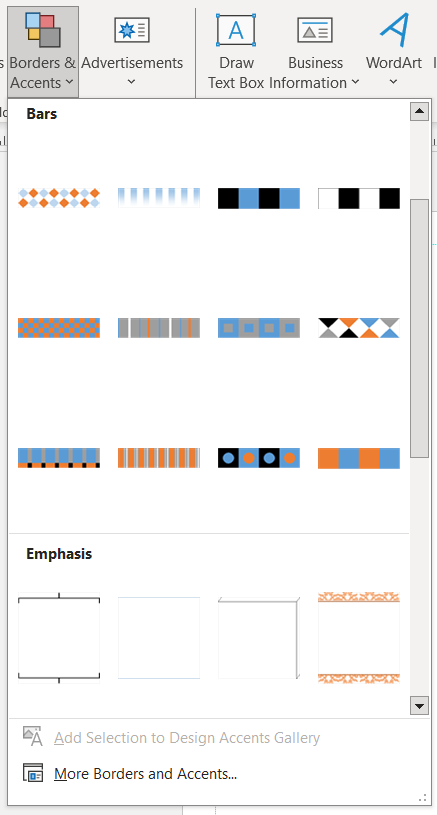 Borders & Accents
Advertisements
Draw Text Box
Business Information
WordArt
Bars
Emphasis
Add Selection to Design Accents Gallery
More Borders and Accents...